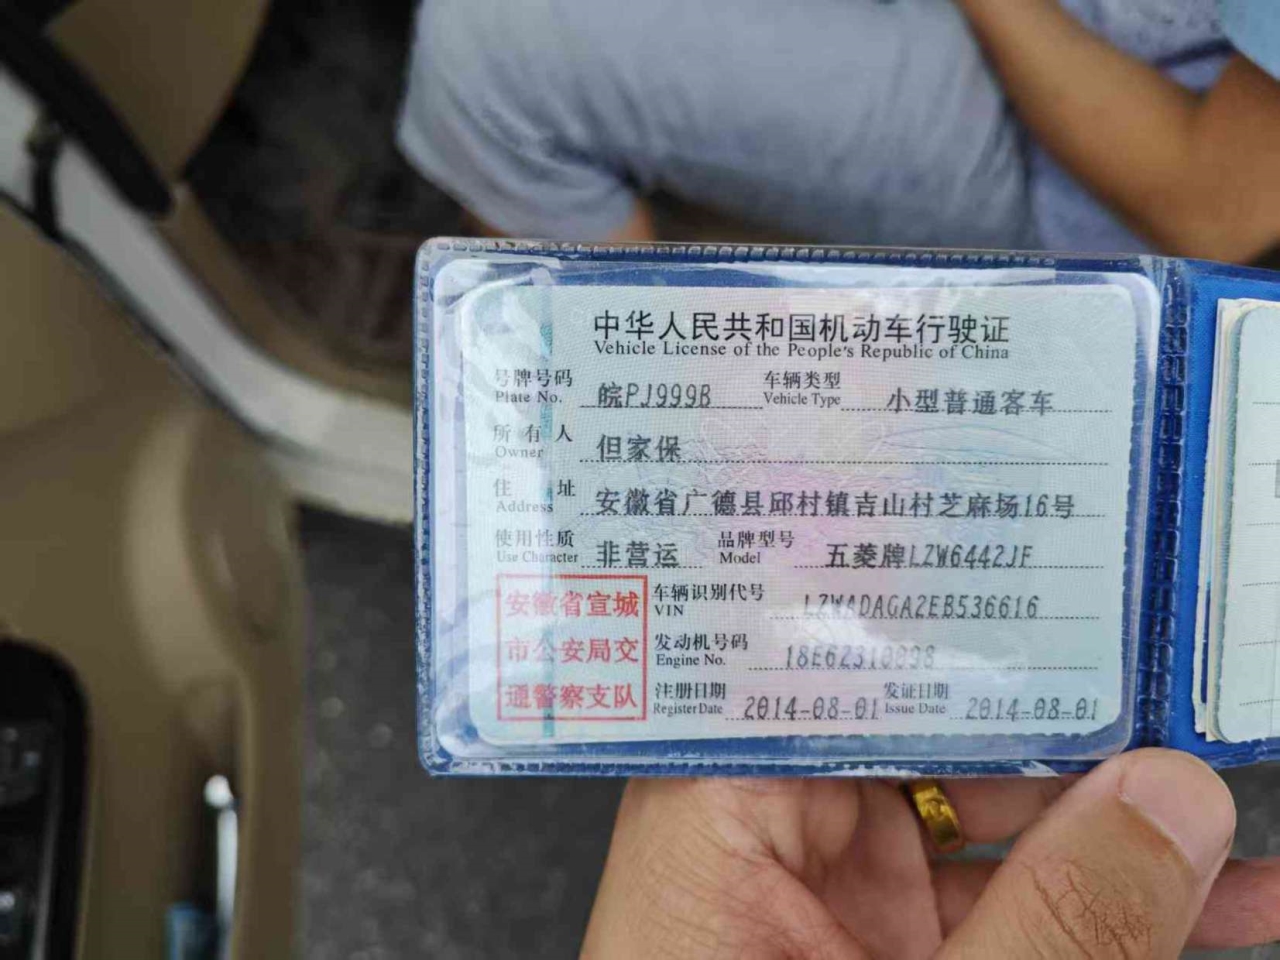 中华人民共和国机动车行驶证
Vehicle License of the People's Republic of China
号牌号码 皖PJ999B 车辆类型 小型普通客车
Plate No. Vehicle Type
所有人 但家保
Owner
住址 安徽省广德县邱村镇吉山村芝麻场16号
Address
使用性质 非营运 品牌型号 五菱牌LZW6442JF
Use Character Model
安徽省宣城
市公安局交
通警察支队
车辆识别代号 LZWADAGA2EB536616
VIN
发动机号码 18E62310098
Engine No.
注册日期 2014-08-01 发证日期 2014-08-01
Register Date Issue Date